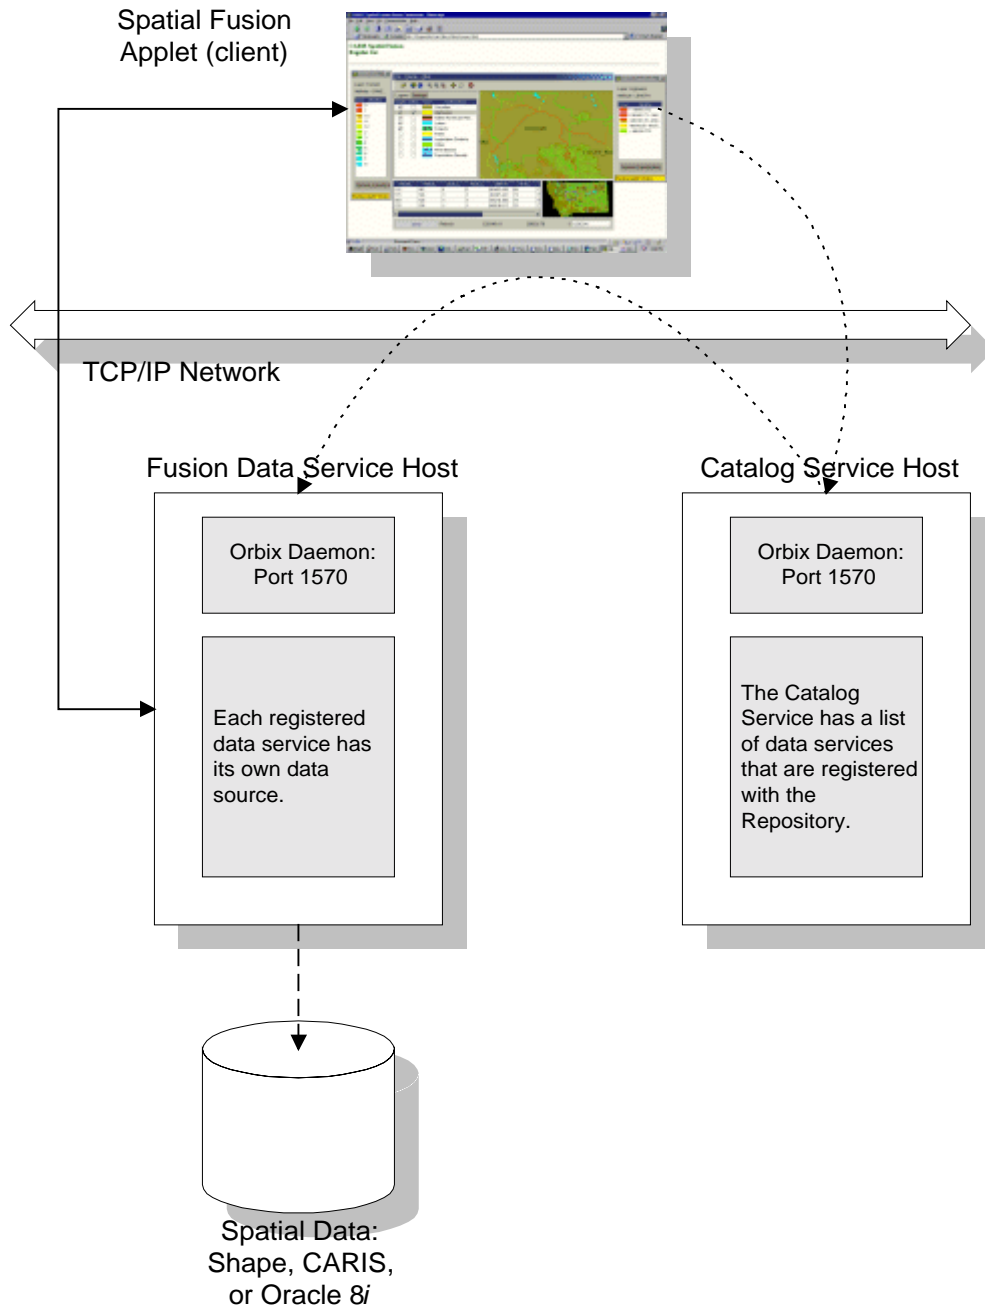 Spatial Fusion
Applet (client)
TCP/IP Network
Fusion Data Service Host
Catalog Service Host
Orbix Daemon:
Port 1570
Orbix Daemon:
Port 1570
Each registered
data service has
its own data
source.
The Catalog
Service has a list
of data services
that are registered
with the
Repository.
Spatial Data:
Shape, CARIS,
or Oracle 8i